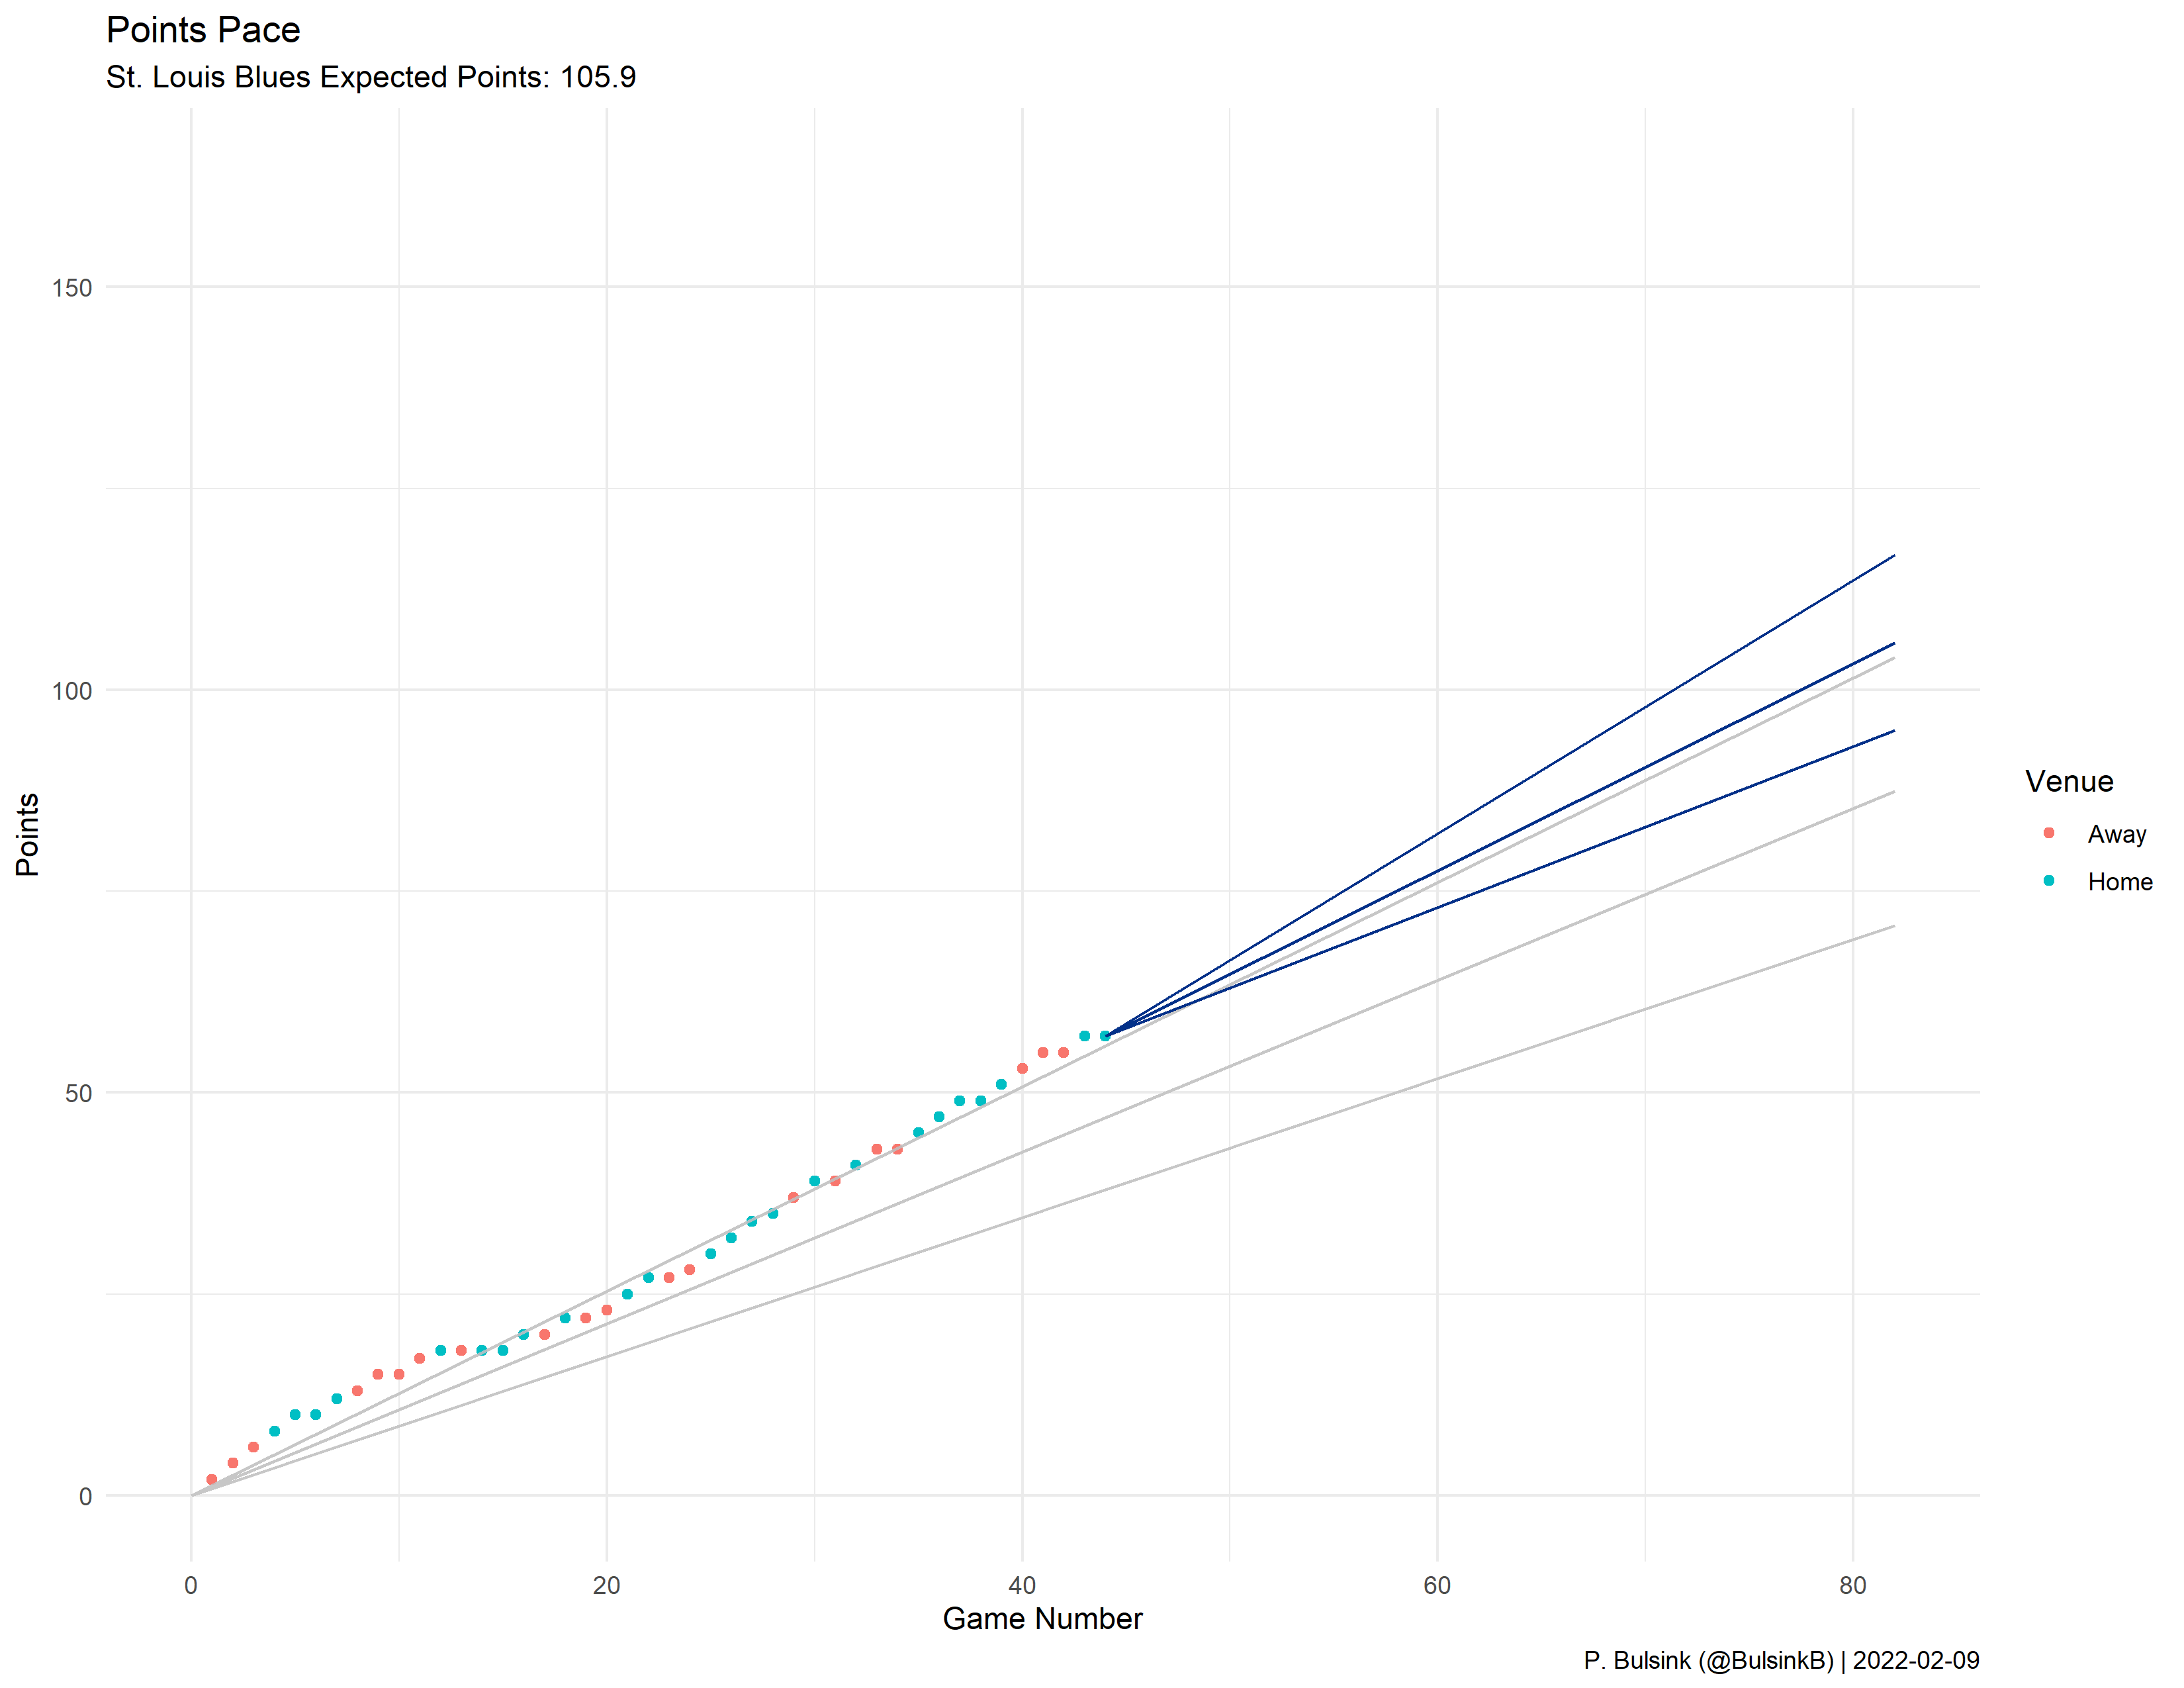 Points Pace
St. Louis Blues Expected Points: 105.9
150
100
50
0
Points
0 20 40 60 80
Game Number
Venue
Away
Home
P. Bulsink (@BulsinkB) | 2022-02-09